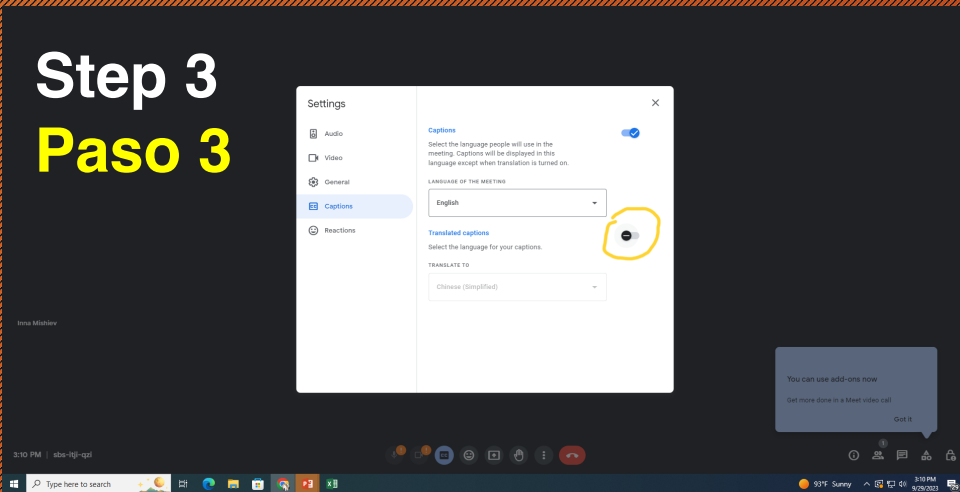 Step 3
Paso 3
Settings
Audio
Video
General
Captions
Reactions
Captions
Select the language people will use in the
meeting. Captions will be displayed in this
language except when translation is turned on.
LANGUAGE OF THE MEETING
English
Translated captions
Select the language for your captions.
TRANSLATE TO
Chinese (Simplified)
Inna Mishiev
You can use add-ons now
Get more done in a Meet video call
Got it
3:10 PM | sbs-itji-qzi
1
Type here to search
93°F Sunny
3:10 PM
9/29/2023
29